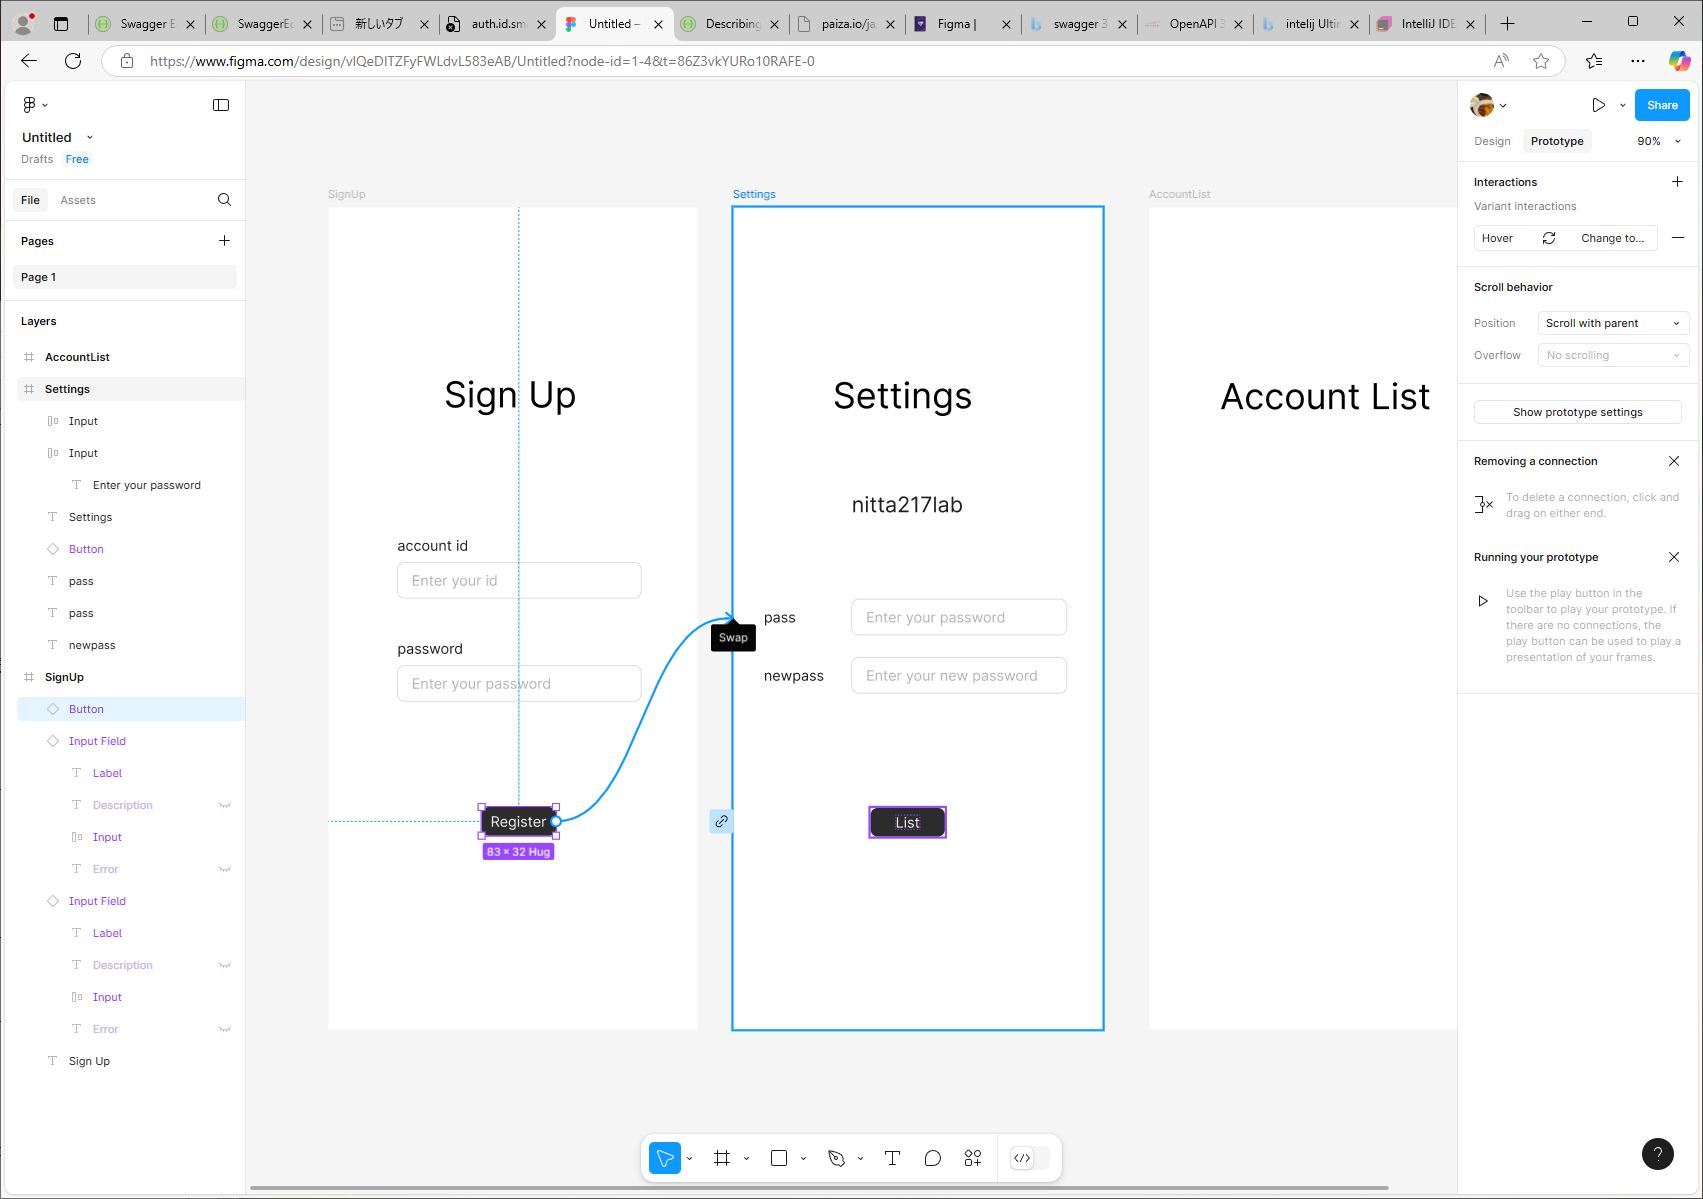 Swagger E
SwaggerEd
新しいタブ
auth.id.sm
Untitled –
Describing
paiza.io/ja
Figma |
swagger 3
OpenAPI 3
intelij Ultin
IntelliJ IDE
https://www.figma.com/design/vlQeDITZFyFWLdvL583eAB/Untitled?node-id=1-4&t=86Z3vkYURo10RAFE-0
Untitled
Drafts Free
File Assets
Pages
Page 1
Layers
AccountList
Settings
Input
Input
Enter your password
Settings
Button
pass
pass
newpass
SignUp
Button
Input Field
Label
Description
Input
Error
Input Field
Label
Description
Input
Error
Sign Up
SignUp
Sign Up
account id
Enter your id
password
Enter your password
Register
83 × 32 Hug
Settings
Settings
nitta217lab
pass
Enter your password
newpass
Enter your new password
Swap
List
AccountList
Account List
Share
Design Prototype 90%
Interactions
Variant interactions
Hover Change to...
Scroll behavior
Position Scroll with parent
Overflow No scrolling
Show prototype settings
Removing a connection
To delete a connection, click and
drag on either end.
Running your prototype
Use the play button in the
toolbar to play your prototype. If
there are no connections, the
play button can be used to play a
presentation of your frames.
?